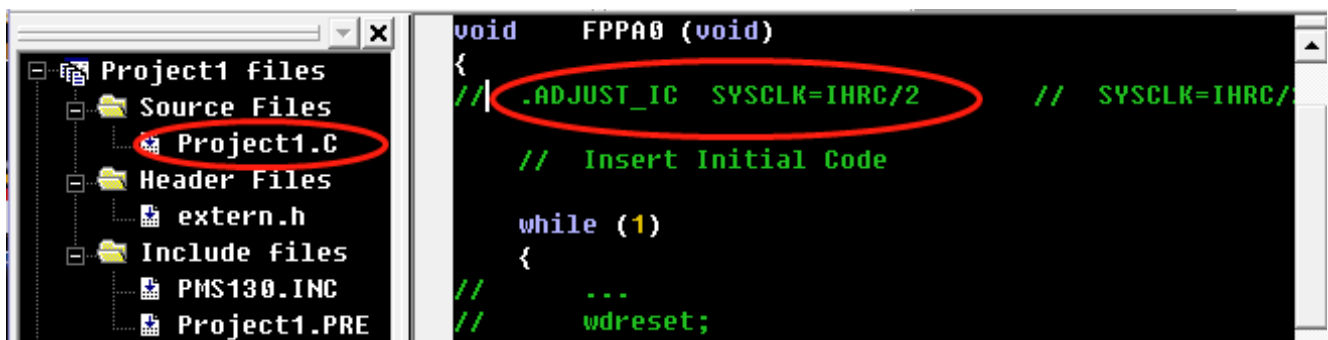 Project1 files
Source Files
Project1.C
Header Files
extern.h
Include files
PMS130.INC
Project1.PRE
void FPPA0 (void)
{
// .ADJUST_IC SYSCLK=IHRC/2 // SYSCLK=IHRC/
// Insert Initial Code
while (1)
{
// ...
// wdreset;